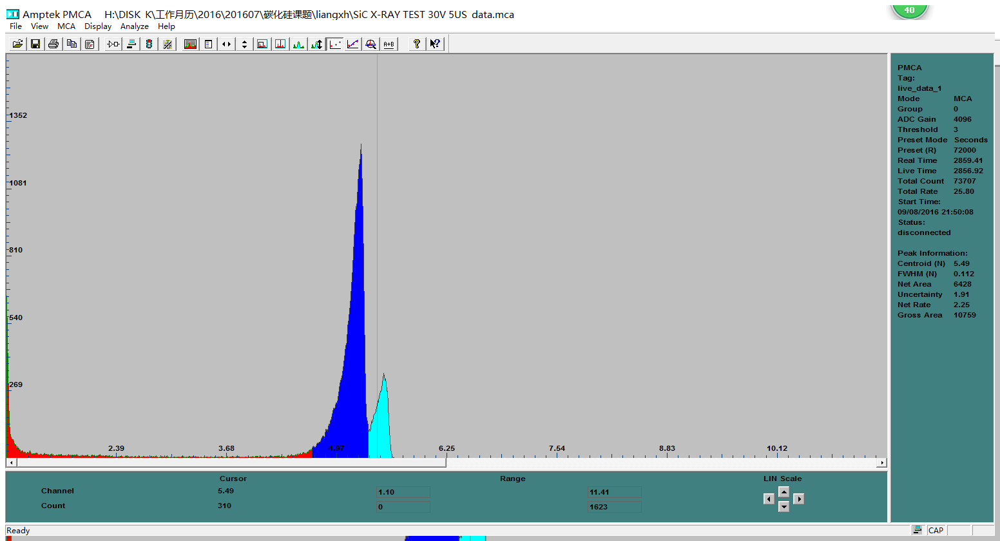 Amptek PMCA H:\DISK K\工作月历\2016\201607\碳化硅课题\liangxh\SiC X-RAY TEST 30V 5US data.mca
40
File View MCA Display Analyze Help
A+B
1352
1081
810
540
269
2.39 3.68 4.97 6.25 7.54 8.83 10.12
PMCA
Tag:
live_data_1
Mode MCA
Group 0
ADC Gain 4096
Threshold 3
Preset Mode Seconds
Preset (R) 72000
Real Time 2859.41
Live Time 2856.92
Total Count 73707
Total Rate 25.80
Start Time:
09/08/2016 21:50:08
Status:
disconnected
Peak Information:
Centroid (N) 5.49
FWHM (N) 0.112
Net Area 6428
Uncertainty 1.91
Net Rate 2.25
Gross Area 10759
Cursor Range LIN Scale
Channel 5.49 1.10 11.41
Count 310 0 1623
Ready CAP